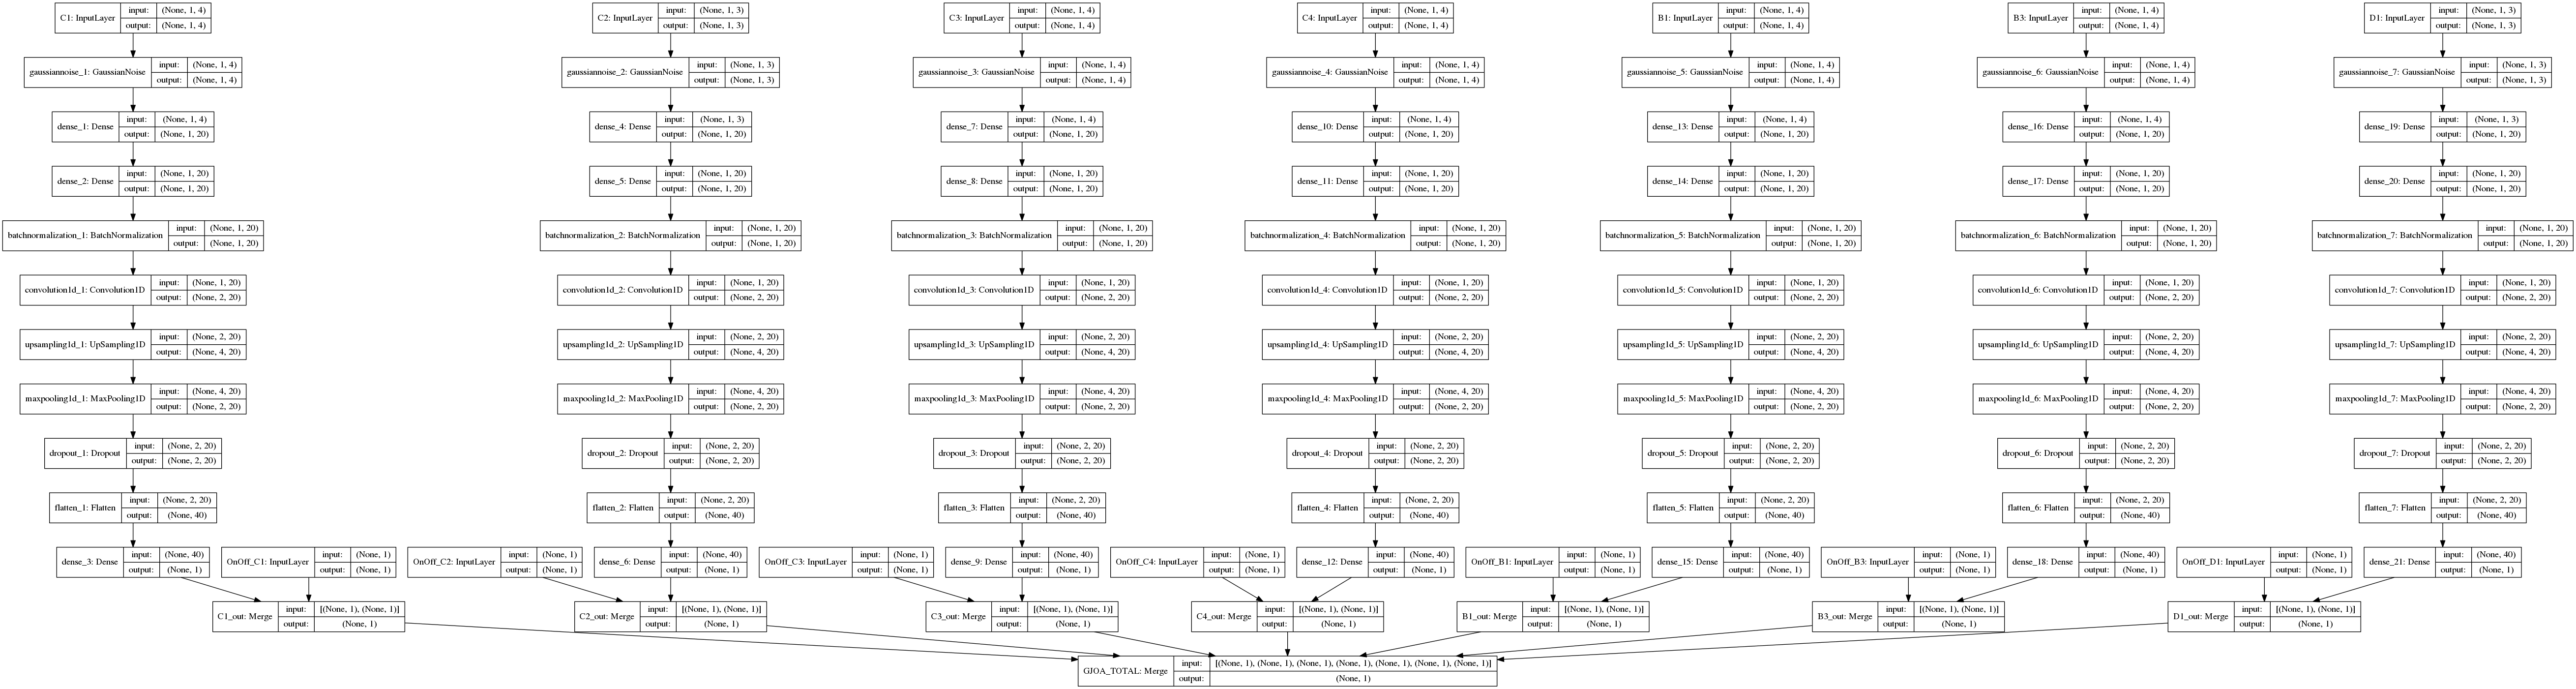 C1: InputLayer input: (None, 1, 4) output: (None, 1, 4)
C2: InputLayer input: (None, 1, 3) output: (None, 1, 3)
C3: InputLayer input: (None, 1, 4) output: (None, 1, 4)
C4: InputLayer input: (None, 1, 4) output: (None, 1, 4)
B1: InputLayer input: (None, 1, 4) output: (None, 1, 4)
B3: InputLayer input: (None, 1, 4) output: (None, 1, 4)
D1: InputLayer input: (None, 1, 3) output: (None, 1, 3)
gaussiannoise_1: GaussianNoise input: (None, 1, 4) output: (None, 1, 4)
gaussiannoise_2: GaussianNoise input: (None, 1, 3) output: (None, 1, 3)
gaussiannoise_3: GaussianNoise input: (None, 1, 4) output: (None, 1, 4)
gaussiannoise_4: GaussianNoise input: (None, 1, 4) output: (None, 1, 4)
gaussiannoise_5: GaussianNoise input: (None, 1, 4) output: (None, 1, 4)
gaussiannoise_6: GaussianNoise input: (None, 1, 4) output: (None, 1, 4)
gaussiannoise_7: GaussianNoise input: (None, 1, 3) output: (None, 1, 3)
dense_1: Dense input: (None, 1, 4) output: (None, 1, 20)
dense_4: Dense input: (None, 1, 3) output: (None, 1, 20)
dense_7: Dense input: (None, 1, 4) output: (None, 1, 20)
dense_10: Dense input: (None, 1, 4) output: (None, 1, 20)
dense_13: Dense input: (None, 1, 4) output: (None, 1, 20)
dense_16: Dense input: (None, 1, 4) output: (None, 1, 20)
dense_19: Dense input: (None, 1, 3) output: (None, 1, 20)
dense_2: Dense input: (None, 1, 20) output: (None, 1, 20)
dense_5: Dense input: (None, 1, 20) output: (None, 1, 20)
dense_8: Dense input: (None, 1, 20) output: (None, 1, 20)
dense_11: Dense input: (None, 1, 20) output: (None, 1, 20)
dense_14: Dense input: (None, 1, 20) output: (None, 1, 20)
dense_17: Dense input: (None, 1, 20) output: (None, 1, 20)
dense_20: Dense input: (None, 1, 20) output: (None, 1, 20)
batchnormalization_1: BatchNormalization input: (None, 1, 20) output: (None, 1, 20)
batchnormalization_2: BatchNormalization input: (None, 1, 20) output: (None, 1, 20)
batchnormalization_3: BatchNormalization input: (None, 1, 20) output: (None, 1, 20)
batchnormalization_4: BatchNormalization input: (None, 1, 20) output: (None, 1, 20)
batchnormalization_5: BatchNormalization input: (None, 1, 20) output: (None, 1, 20)
batchnormalization_6: BatchNormalization input: (None, 1, 20) output: (None, 1, 20)
batchnormalization_7: BatchNormalization input: (None, 1, 20) output: (None, 1, 20)
convolution1d_1: Convolution1D input: (None, 1, 20) output: (None, 2, 20)
convolution1d_2: Convolution1D input: (None, 1, 20) output: (None, 2, 20)
convolution1d_3: Convolution1D input: (None, 1, 20) output: (None, 2, 20)
convolution1d_4: Convolution1D input: (None, 1, 20) output: (None, 2, 20)
convolution1d_5: Convolution1D input: (None, 1, 20) output: (None, 2, 20)
convolution1d_6: Convolution1D input: (None, 1, 20) output: (None, 2, 20)
convolution1d_7: Convolution1D input: (None, 1, 20) output: (None, 2, 20)
upsampling1d_1: UpSampling1D input: (None, 2, 20) output: (None, 4, 20)
upsampling1d_2: UpSampling1D input: (None, 2, 20) output: (None, 4, 20)
upsampling1d_3: UpSampling1D input: (None, 2, 20) output: (None, 4, 20)
upsampling1d_4: UpSampling1D input: (None, 2, 20) output: (None, 4, 20)
upsampling1d_5: UpSampling1D input: (None, 2, 20) output: (None, 4, 20)
upsampling1d_6: UpSampling1D input: (None, 2, 20) output: (None, 4, 20)
upsampling1d_7: UpSampling1D input: (None, 2, 20) output: (None, 4, 20)
maxpooling1d_1: MaxPooling1D input: (None, 4, 20) output: (None, 2, 20)
maxpooling1d_2: MaxPooling1D input: (None, 4, 20) output: (None, 2, 20)
maxpooling1d_3: MaxPooling1D input: (None, 4, 20) output: (None, 2, 20)
maxpooling1d_4: MaxPooling1D input: (None, 4, 20) output: (None, 2, 20)
maxpooling1d_5: MaxPooling1D input: (None, 4, 20) output: (None, 2, 20)
maxpooling1d_6: MaxPooling1D input: (None, 4, 20) output: (None, 2, 20)
maxpooling1d_7: MaxPooling1D input: (None, 4, 20) output: (None, 2, 20)
dropout_1: Dropout input: (None, 2, 20) output: (None, 2, 20)
dropout_2: Dropout input: (None, 2, 20) output: (None, 2, 20)
dropout_3: Dropout input: (None, 2, 20) output: (None, 2, 20)
dropout_4: Dropout input: (None, 2, 20) output: (None, 2, 20)
dropout_5: Dropout input: (None, 2, 20) output: (None, 2, 20)
dropout_6: Dropout input: (None, 2, 20) output: (None, 2, 20)
dropout_7: Dropout input: (None, 2, 20) output: (None, 2, 20)
flatten_1: Flatten input: (None, 2, 20) output: (None, 40)
flatten_2: Flatten input: (None, 2, 20) output: (None, 40)
flatten_3: Flatten input: (None, 2, 20) output: (None, 40)
flatten_4: Flatten input: (None, 2, 20) output: (None, 40)
flatten_5: Flatten input: (None, 2, 20) output: (None, 40)
flatten_6: Flatten input: (None, 2, 20) output: (None, 40)
flatten_7: Flatten input: (None, 2, 20) output: (None, 40)
dense_3: Dense input: (None, 40) output: (None, 1)
OnOff_C1: InputLayer input: (None, 1) output: (None, 1)
OnOff_C2: InputLayer input: (None, 1) output: (None, 1)
dense_6: Dense input: (None, 40) output: (None, 1)
OnOff_C3: InputLayer input: (None, 1) output: (None, 1)
dense_9: Dense input: (None, 40) output: (None, 1)
OnOff_C4: InputLayer input: (None, 1) output: (None, 1)
dense_12: Dense input: (None, 40) output: (None, 1)
OnOff_B1: InputLayer input: (None, 1) output: (None, 1)
dense_15: Dense input: (None, 40) output: (None, 1)
OnOff_B3: InputLayer input: (None, 1) output: (None, 1)
dense_18: Dense input: (None, 40) output: (None, 1)
OnOff_D1: InputLayer input: (None, 1) output: (None, 1)
dense_21: Dense input: (None, 40) output: (None, 1)
C1_out: Merge input: [(None, 1), (None, 1)] output: (None, 1)
C2_out: Merge input: [(None, 1), (None, 1)] output: (None, 1)
C3_out: Merge input: [(None, 1), (None, 1)] output: (None, 1)
C4_out: Merge input: [(None, 1), (None, 1)] output: (None, 1)
B1_out: Merge input: [(None, 1), (None, 1)] output: (None, 1)
B3_out: Merge input: [(None, 1), (None, 1)] output: (None, 1)
D1_out: Merge input: [(None, 1), (None, 1)] output: (None, 1)
GJOA_TOTAL: Merge input: [(None, 1), (None, 1), (None, 1), (None, 1), (None, 1), (None, 1), (None, 1)] output: (None, 1)